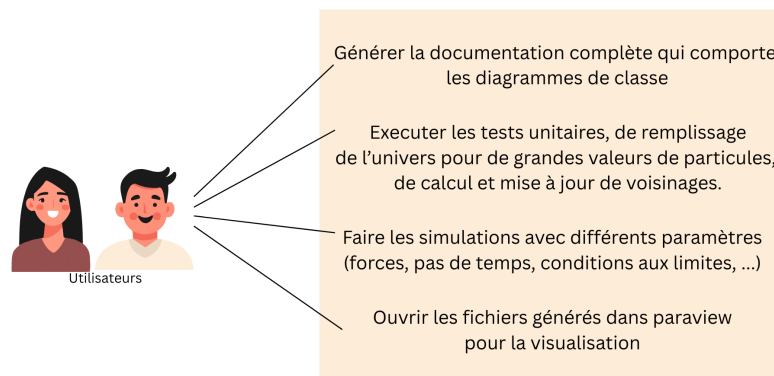 Générer la documentation complète qui comporte
les diagrammes de classe
Executer les tests unitaires, de remplissage
de l'univers pour de grandes valeurs de particules,
de calcul et mise à jour de voisinages.
Faire les simulations avec différents paramètres
(forces, pas de temps, conditions aux limites, ...)
Utilisateurs
Ouvrir les fichiers générés dans paraview
pour la visualisation